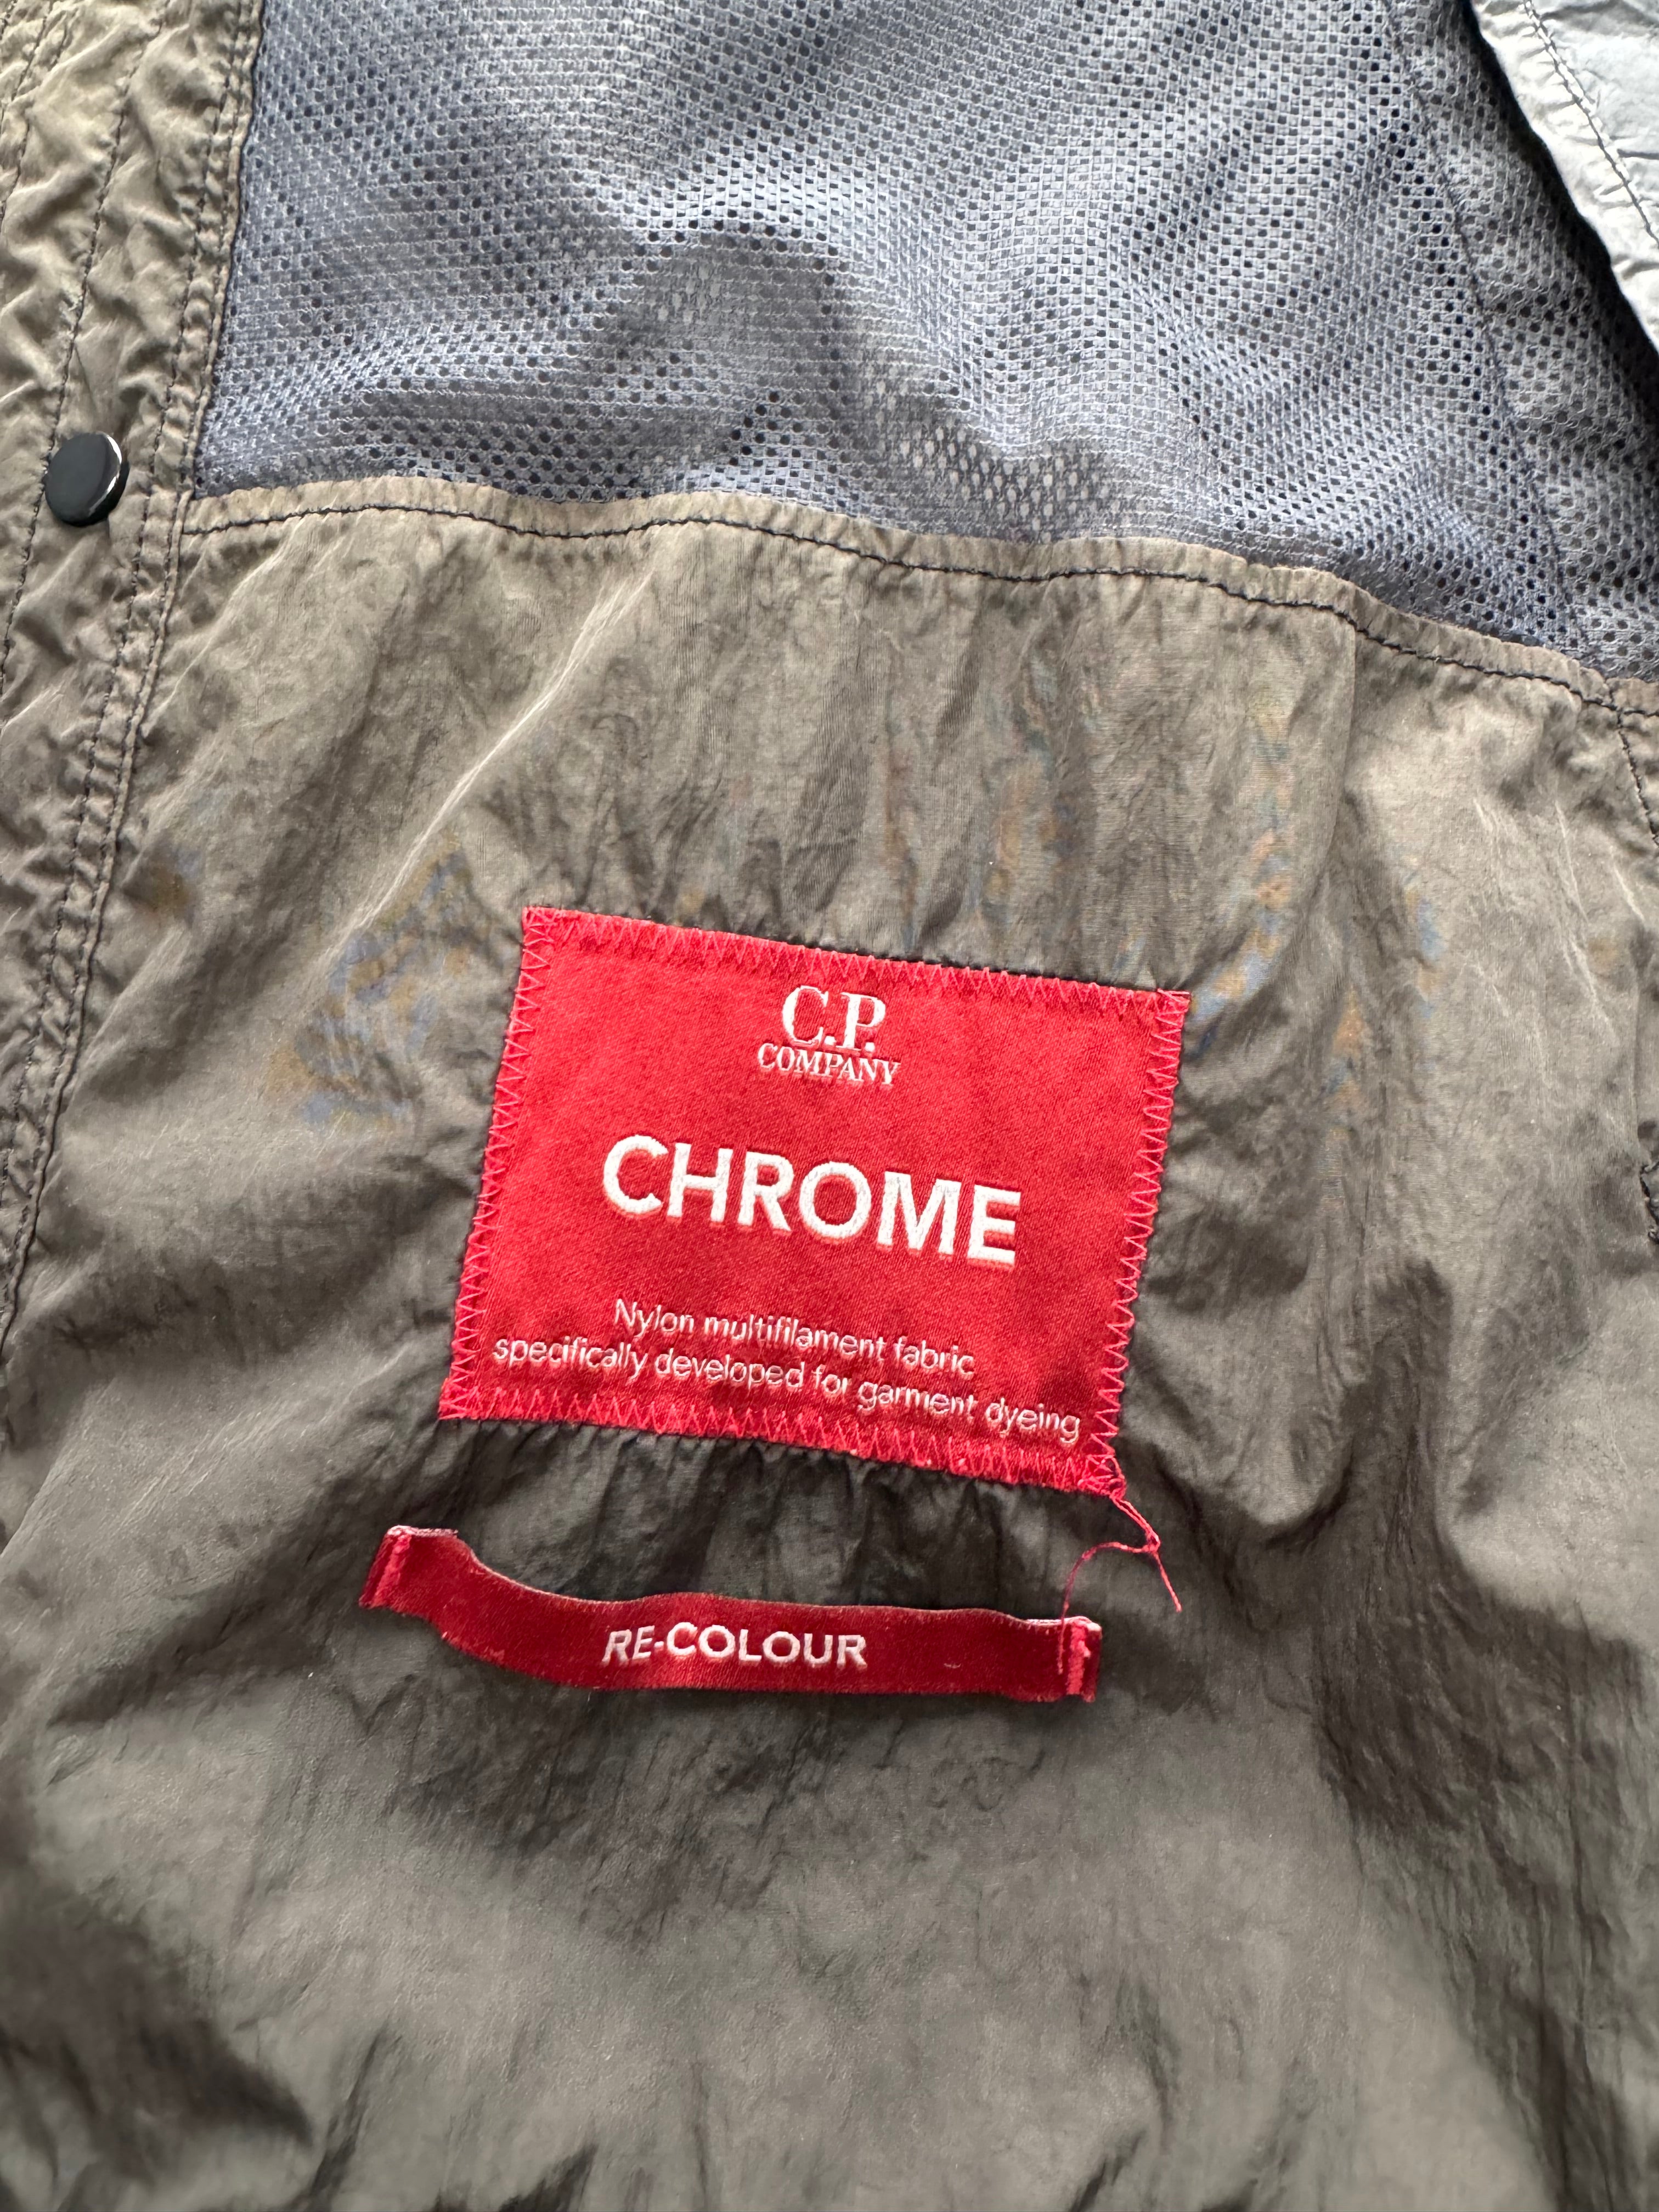 C.P.
COMPANY
CHROME
Nylon multifilament fabric
specifically developed for garment dyeing
RE-COLOUR